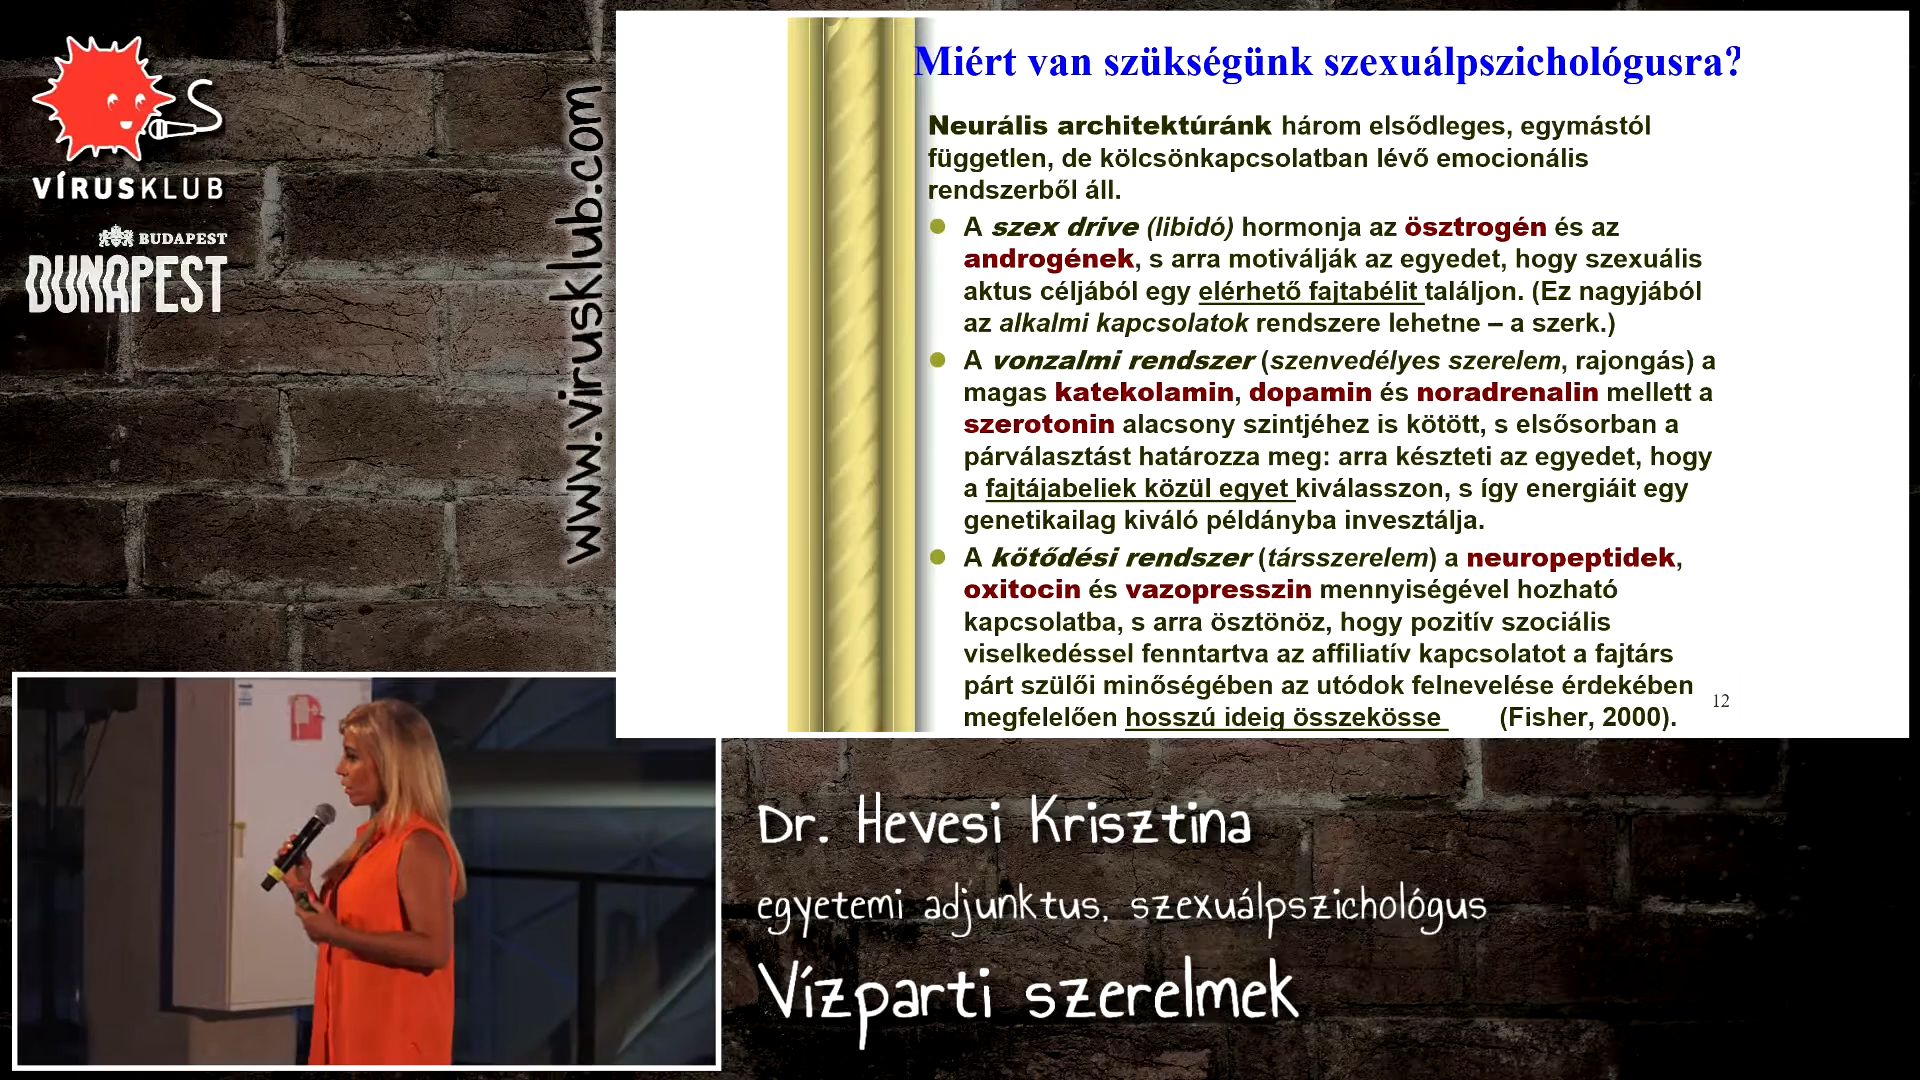 VÍRUSKLUB
BUDAPEST
DUNAPEST
www.virusklub.com
Miért van szükségünk szexuálpszichológusra?
Neurális architektúránk három elsődleges, egymástól
független, de kölcsönkapcsolatban lévő emocionális
rendszerből áll.
A szex drive (libidó) hormonja az ösztrogén és az
androgének, s arra motiválják az egyedet, hogy szexuális
aktus céljából egy elérhető fajtabélit találjon. (Ez nagyjából
az alkalmi kapcsolatok rendszere lehetne – a szerk.)
A vonzalmi rendszer (szenvedélyes szerelem, rajongás) a
magas katekolamin, dopamin és noradrenalin mellett a
szerotonin alacsony szintjéhez is kötött, s elsősorban a
párválasztást határozza meg: arra készteti az egyedet, hogy
a fajtájabeliek közül egyet kiválasszon, s így energiáit egy
genetikailag kiváló példányba invesztálja.
A kötődési rendszer (társszerelem) a neuropeptidek,
oxitocin és vazopresszin mennyiségével hozható
kapcsolatba, s arra ösztönöz, hogy pozitív szociális
viselkedéssel fenntartva az affiliatív kapcsolatot a fajtárs
párt szülői minőségében az utódok felnevelése érdekében
megfelelően hosszú ideig összekösse (Fisher, 2000).
12
Dr. Hevesi Krisztina
egyetemi adjunktus, szexuálpszichológus
Vízparti szerelmek